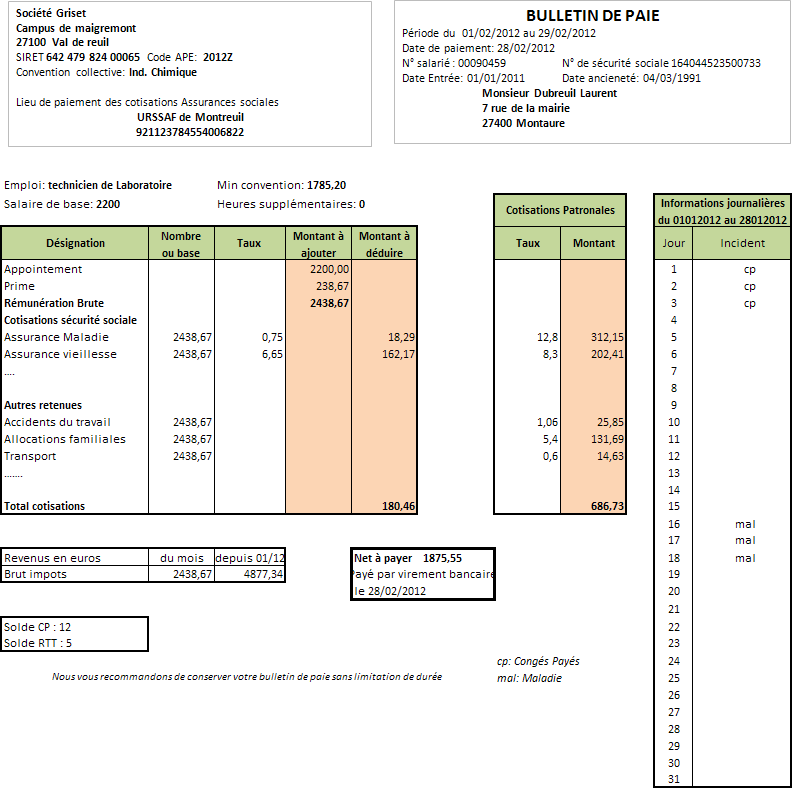 Société Griset
Campus de maigremont
27100 Val de reuil
SIRET 642 479 824 00065 Code APE: 2012Z
Convention collective: Ind. Chimique
Lieu de paiement des cotisations Assurances sociales
URSSAF de Montreuil
921123784554006822
BULLETIN DE PAIE
Période du 01/02/2012 au 29/02/2012
Date de paiement: 28/02/2012
N° salarié : 00090459 N° de sécurité sociale 164044523500733
Date Entrée: 01/01/2011 Date ancieneté: 04/03/1991
Monsieur Dubreuil Laurent
7 rue de la mairie
27400 Montaure
Emploi: technicien de Laboratoire Min convention: 1785,20
Salaire de base: 2200 Heures supplémentaires: 0
Désignation Nombre ou base Taux Montant à ajouter Montant à déduire
Appointement 2200,00
Prime 238,67
Rémunération Brute 2438,67
Cotisations sécurité sociale
Assurance Maladie 2438,67 0,75 18,29
Assurance vieillesse 2438,67 6,65 162,17
....
Autres retenues
Accidents du travail 2438,67
Allocations familiales 2438,67
Transport 2438,67
.......
Total cotisations 180,46
Cotisations Patronales
Taux Montant
12,8 312,15
8,3 202,41
1,06 25,85
5,4 131,69
0,6 14,63
686,73
Informations journalières
du 01012012 au 28012012
Jour Incident
1 cp
2 cp
3 cp
4
5
6
7
8
9
10
11
12
13
14
15
16 mal
17 mal
18 mal
19
20
21
22
23
24
25
26
27
28
29
30
31
Revenus en euros du mois depuis 01/12
Brut impots 2438,67 4877,34
Net à payer 1875,55
Payé par virement bancaire
le 28/02/2012
Solde CP : 12
Solde RTT : 5
cp: Congés Payés
mal: Maladie
Nous vous recommandons de conserver votre bulletin de paie sans limitation de durée